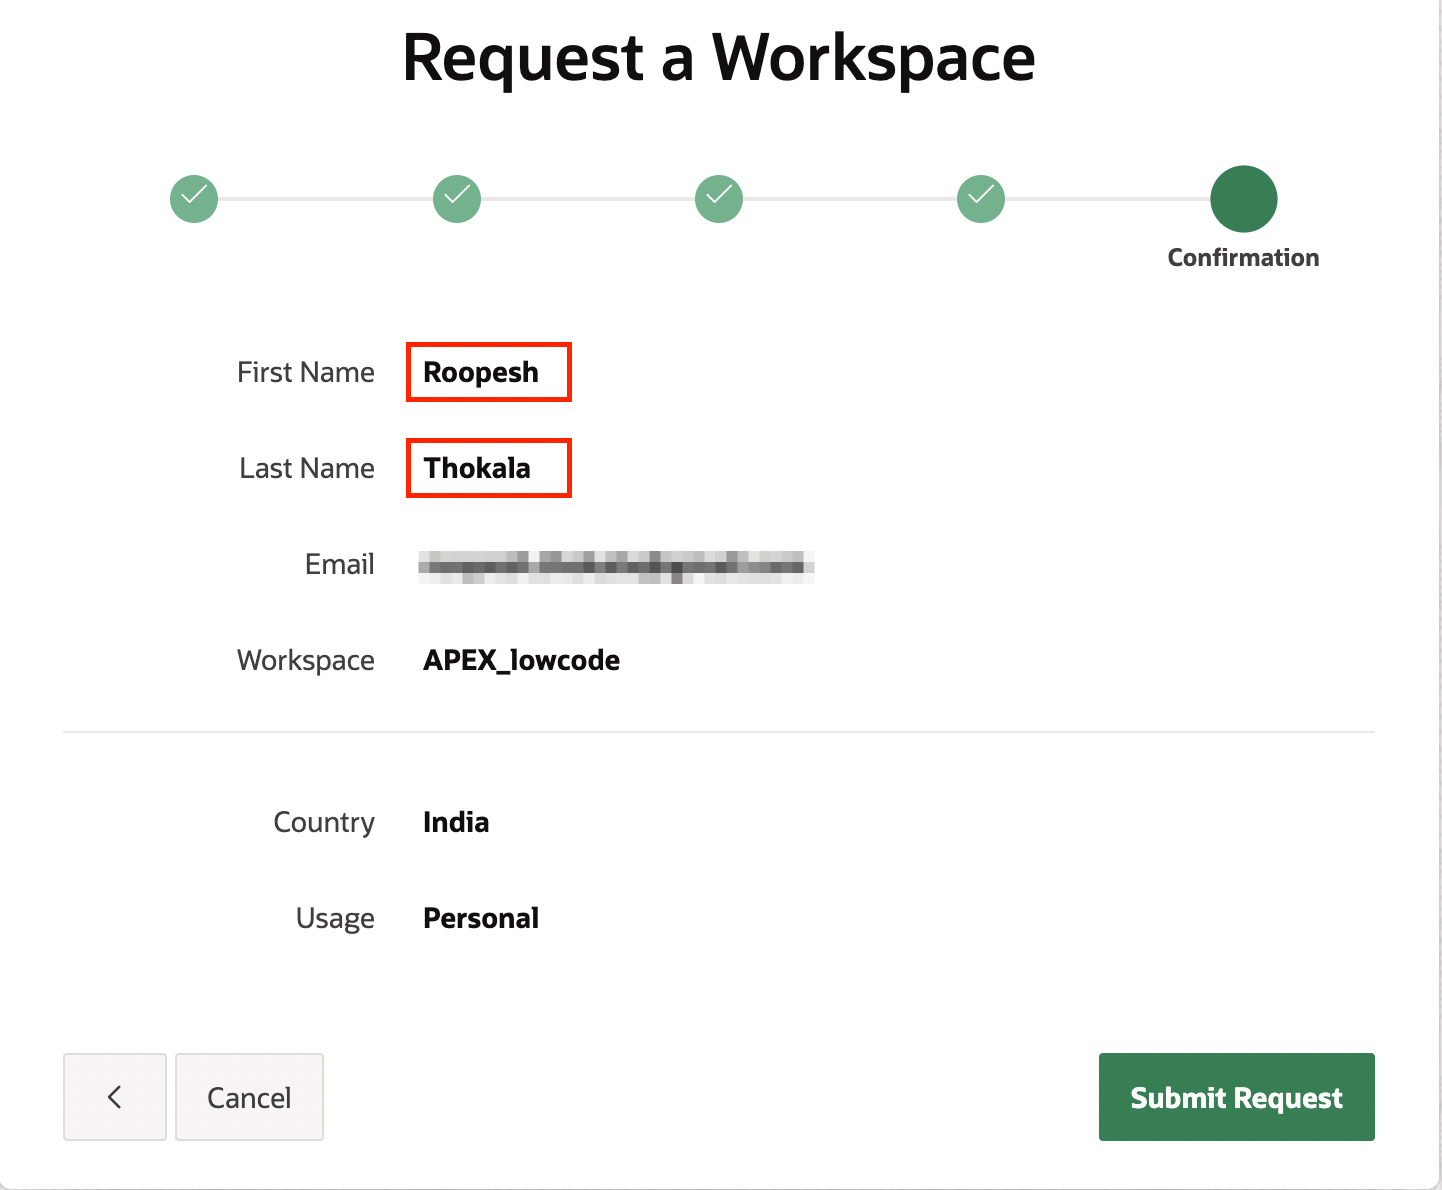 Request a Workspace
Confirmation
First Name Roopesh
Last Name Thokala
Email
Workspace APEX_lowcode
Country India
Usage Personal
Cancel
Submit Request